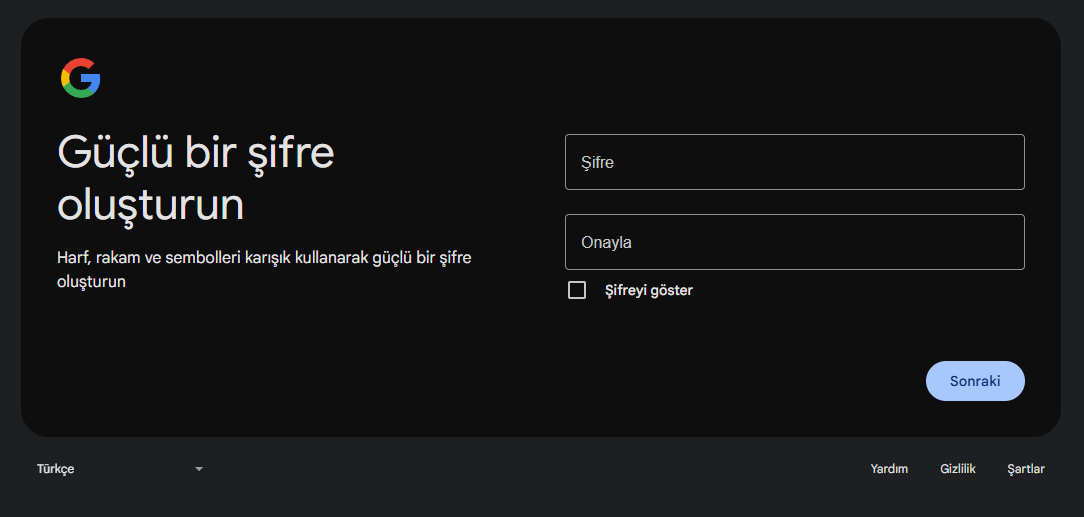 Güçlü bir şifre
oluşturun
Harf, rakam ve sembolleri karışık kullanarak güçlü bir şifre
oluşturun
Şifre
Onayla
Şifreyi göster
Sonraki
Türkçe
Yardım
Gizlilik
Şartlar